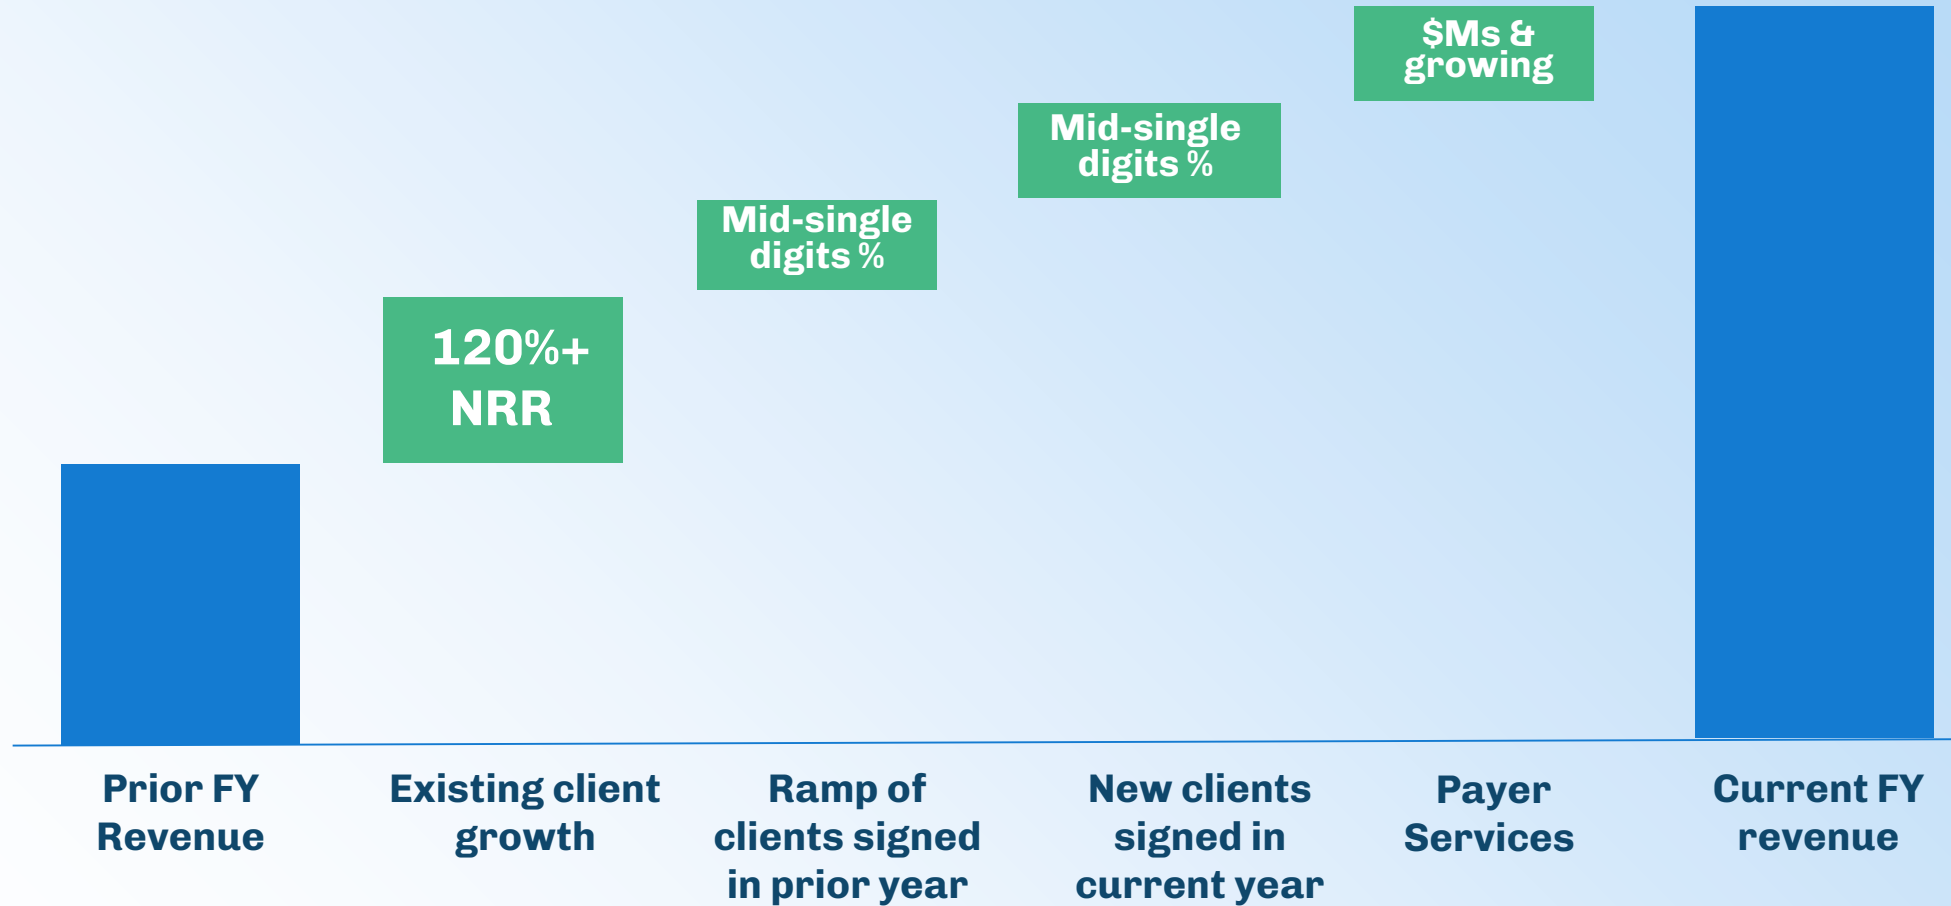 $Ms &
growing
Mid-single
digits %
Mid-single
digits %
120%+
NRR
Prior FY
Revenue
Existing client
growth
Ramp of
clients signed
in prior year
New clients
signed in
current year
Payer
Services
Current FY
revenue